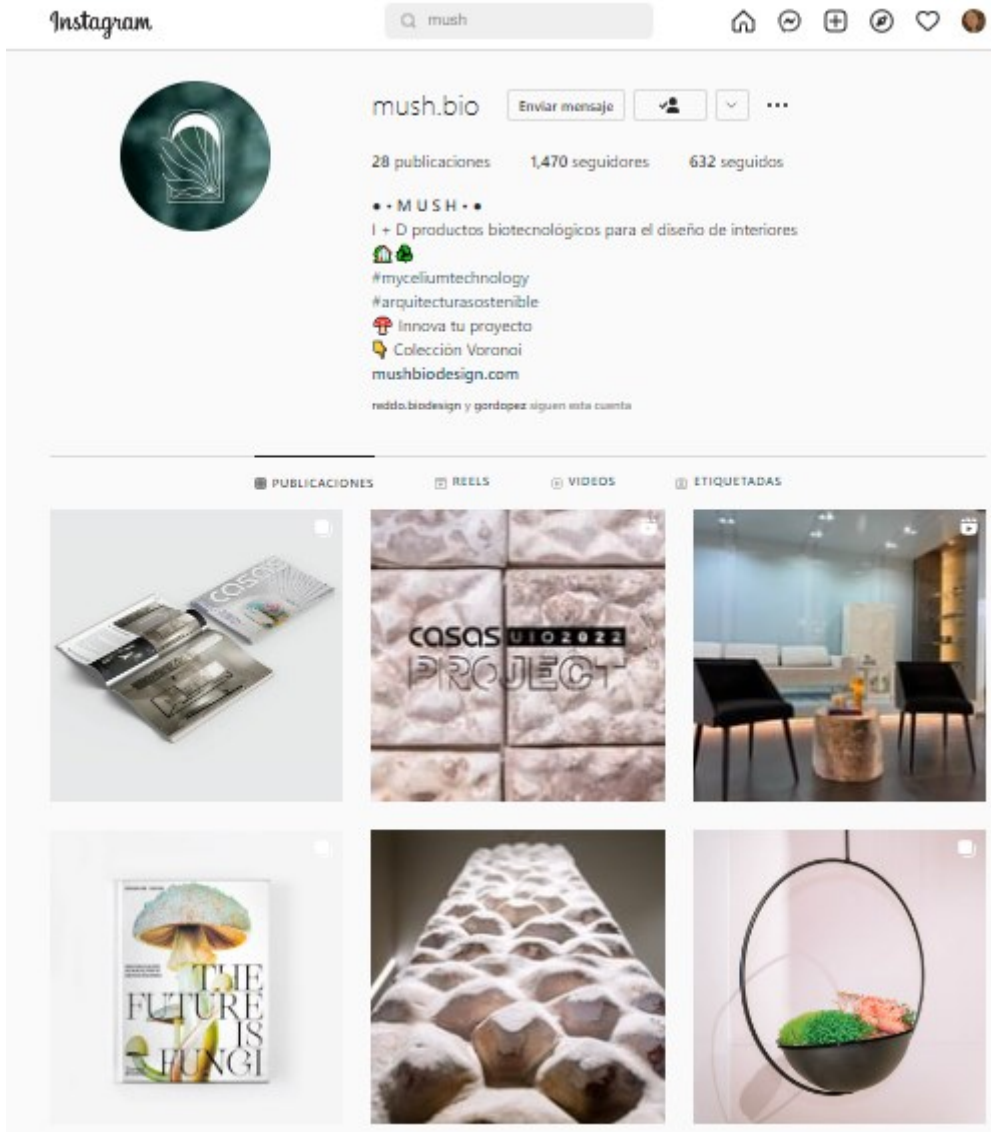 Instagram
mush
mush.bio Enviar mensaje
28 publicaciones 1,470 seguidores 632 seguidos
• - M U S H - •
I + D productos biotecnológicos para el diseño de interiores
#myceliumtechnology
#arquitecturasostenible
Innova tu proyecto
Colección Voronoi
mushbiodesign.com
reddo.biodesign y gordopez siguen esta cuenta
PUBLICACIONES REELS VIDEOS ETIQUETADAS
casas
casas UIO2022
PROJECT
THE
FUTURE
IS
FUNGI